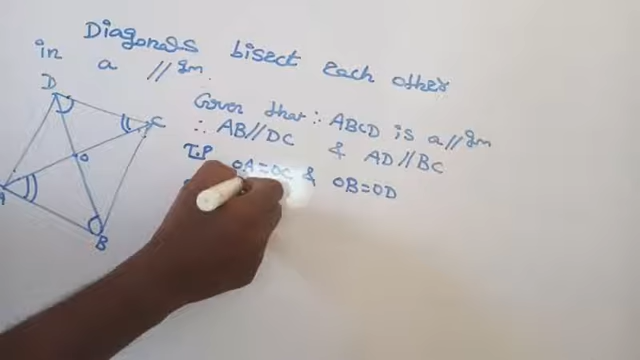 Diagonals bisect each other
in a //gm.
Given that : ABCD is a //gm
∴ AB//DC & AD//BC
T.P OA=OC & OB=OD
D
C
O
A
B